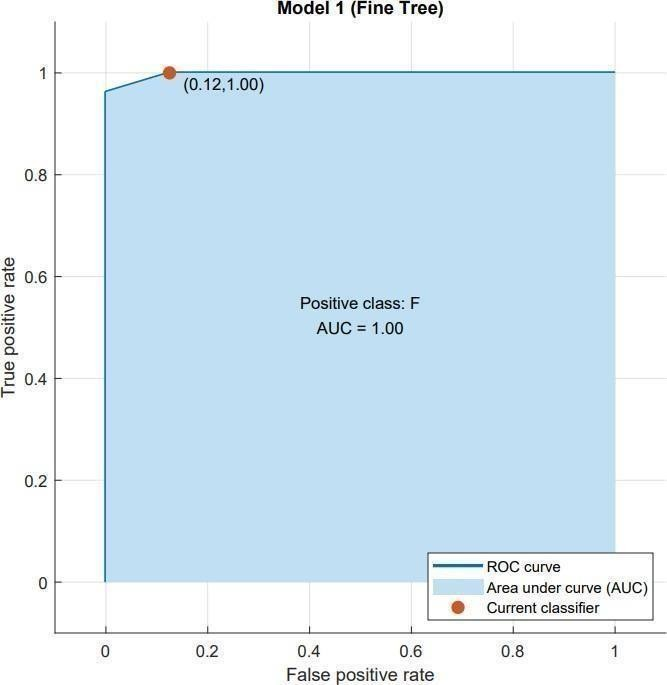 Model 1 (Fine Tree)
1
(0.12,1.00)
0.8
0.6
Positive class: F
AUC = 1.00
0.4
0.2
0
True positive rate
ROC curve
Area under curve (AUC)
Current classifier
0 0.2 0.4 0.6 0.8 1
False positive rate